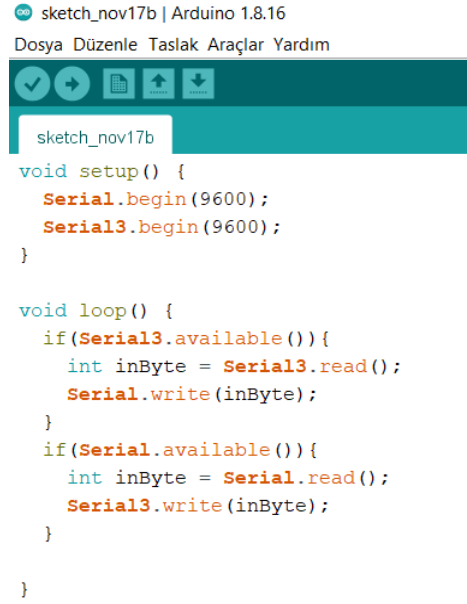 sketch_nov17b | Arduino 1.8.16
Dosya Düzenle Taslak Araçlar Yardım
sketch_nov17b
void setup() {
  Serial.begin(9600);
  Serial3.begin(9600);
}

void loop() {
  if(Serial3.available()){
    int inByte = Serial3.read();
    Serial.write(inByte);
  }
  if(Serial.available()){
    int inByte = Serial.read();
    Serial3.write(inByte);
  }

}